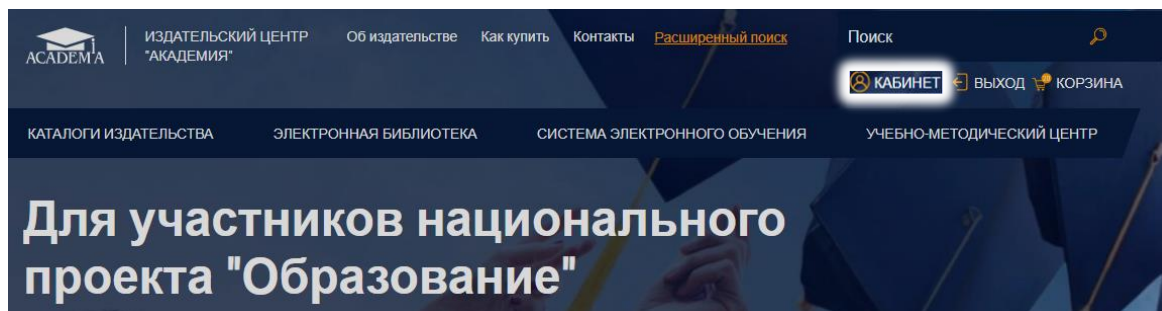 ACADEM'A
ИЗДАТЕЛЬСКИЙ ЦЕНТР
"АКАДЕМИЯ"
Об издательстве Как купить Контакты Расширенный поиск
Поиск
КАБИНЕТ ВЫХОД КОРЗИНА
КАТАЛОГИ ИЗДАТЕЛЬСТВА ЭЛЕКТРОННАЯ БИБЛИОТЕКА СИСТЕМА ЭЛЕКТРОННОГО ОБУЧЕНИЯ УЧЕБНО-МЕТОДИЧЕСКИЙ ЦЕНТР
Для участников национального
проекта "Образование"